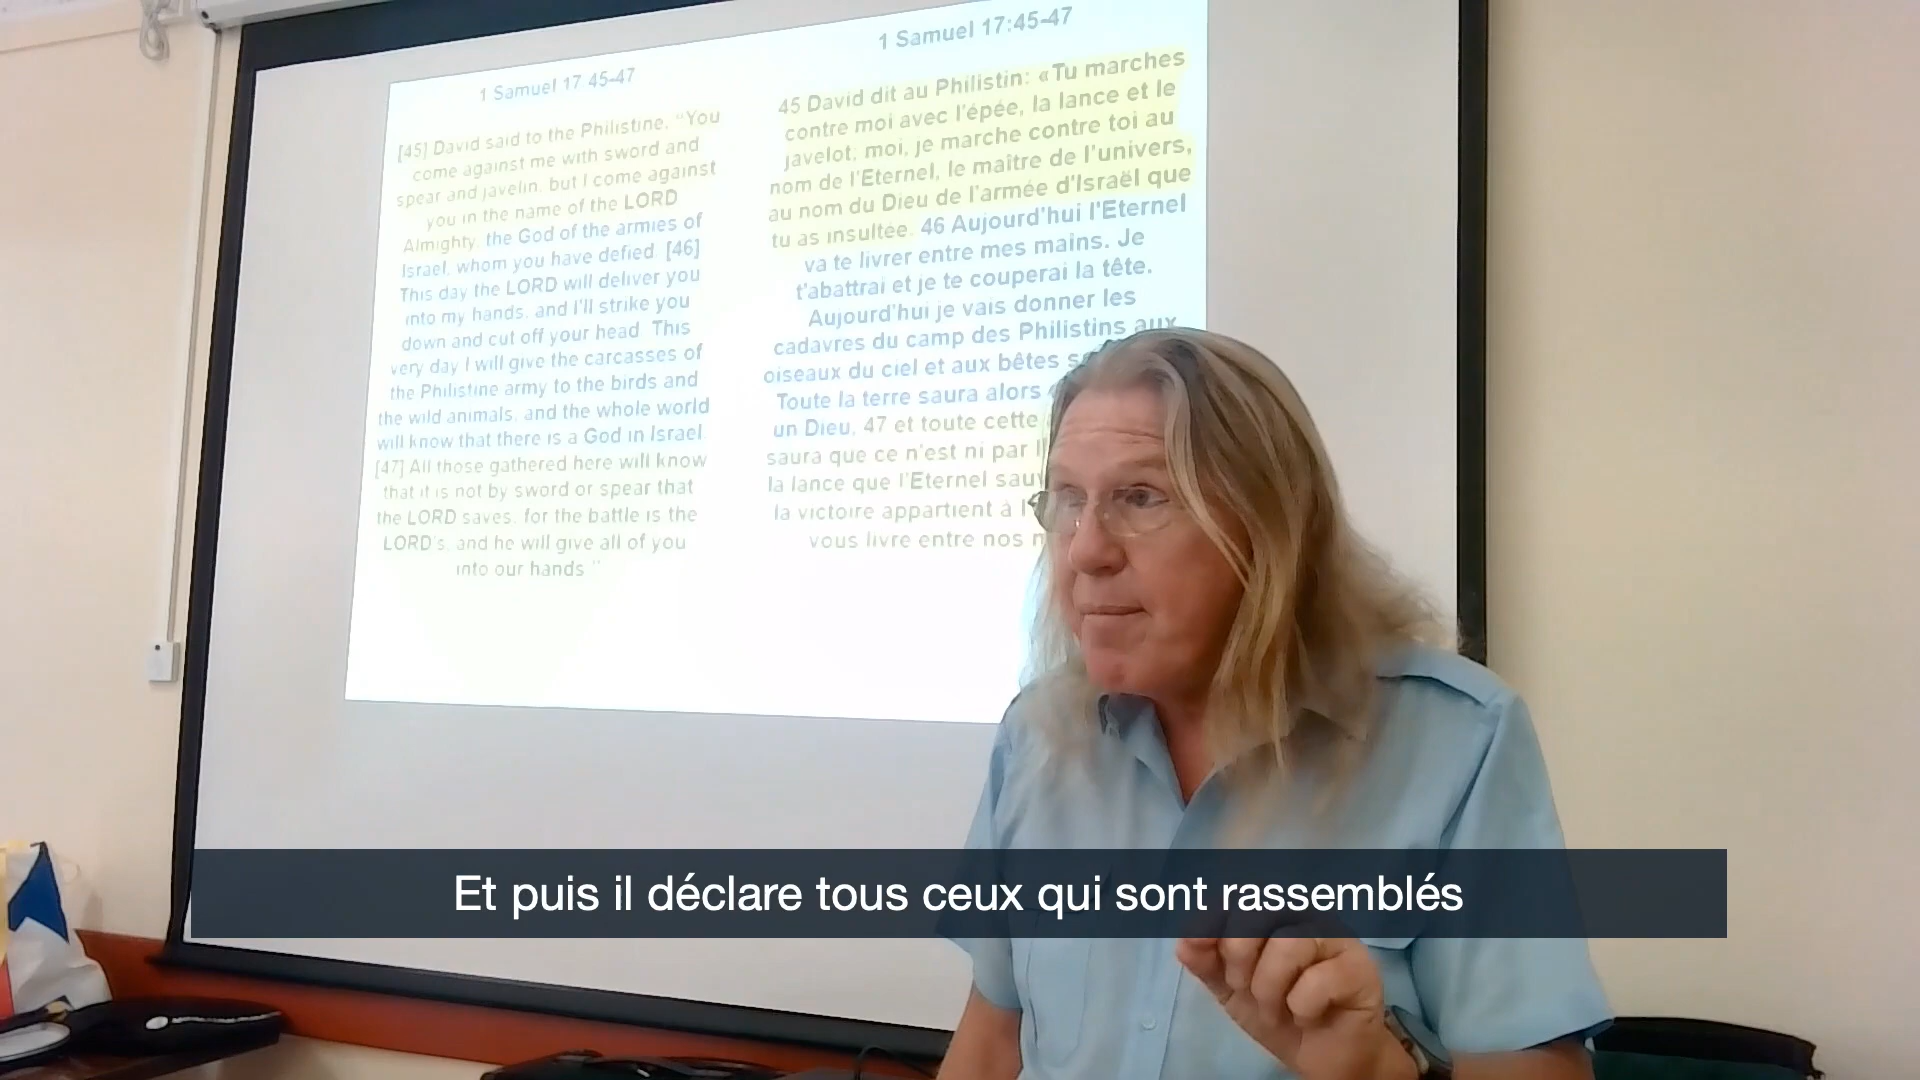 1 Samuel 17:45-47
[45] David said to the Philistine, "You
come against me with sword and
spear and javelin, but I come against
you in the name of the LORD
Almighty, the God of the armies of
Israel, whom you have defied. [46]
This day the LORD will deliver you
into my hands, and I'll strike you
down and cut off your head. This
very day I will give the carcasses of
the Philistine army to the birds and
the wild animals, and the whole world
will know that there is a God in Israel.
[47] All those gathered here will know
that it is not by sword or spear that
the LORD saves; for the battle is the
LORD's, and he will give all of you
into our hands."
1 Samuel 17:45-47
45 David dit au Philistin: «Tu marches
contre moi avec l'épée, la lance et le
javelot; moi, je marche contre toi au
nom de l'Eternel, le maître de l'univers,
au nom du Dieu de l'armée d'Israël que
tu as insultée. 46 Aujourd'hui l'Eternel
va te livrer entre mes mains. Je
t'abattrai et je te couperai la tête.
Aujourd'hui je vais donner les
cadavres du camp des Philistins aux
oiseaux du ciel et aux bêtes
Toute la terre saura alors
un Dieu, 47 et toute cette
saura que ce n'est ni par
la lance que l'Eternel
la victoire appartient à
vous livre entre nos
Et puis il déclare tous ceux qui sont rassemblés